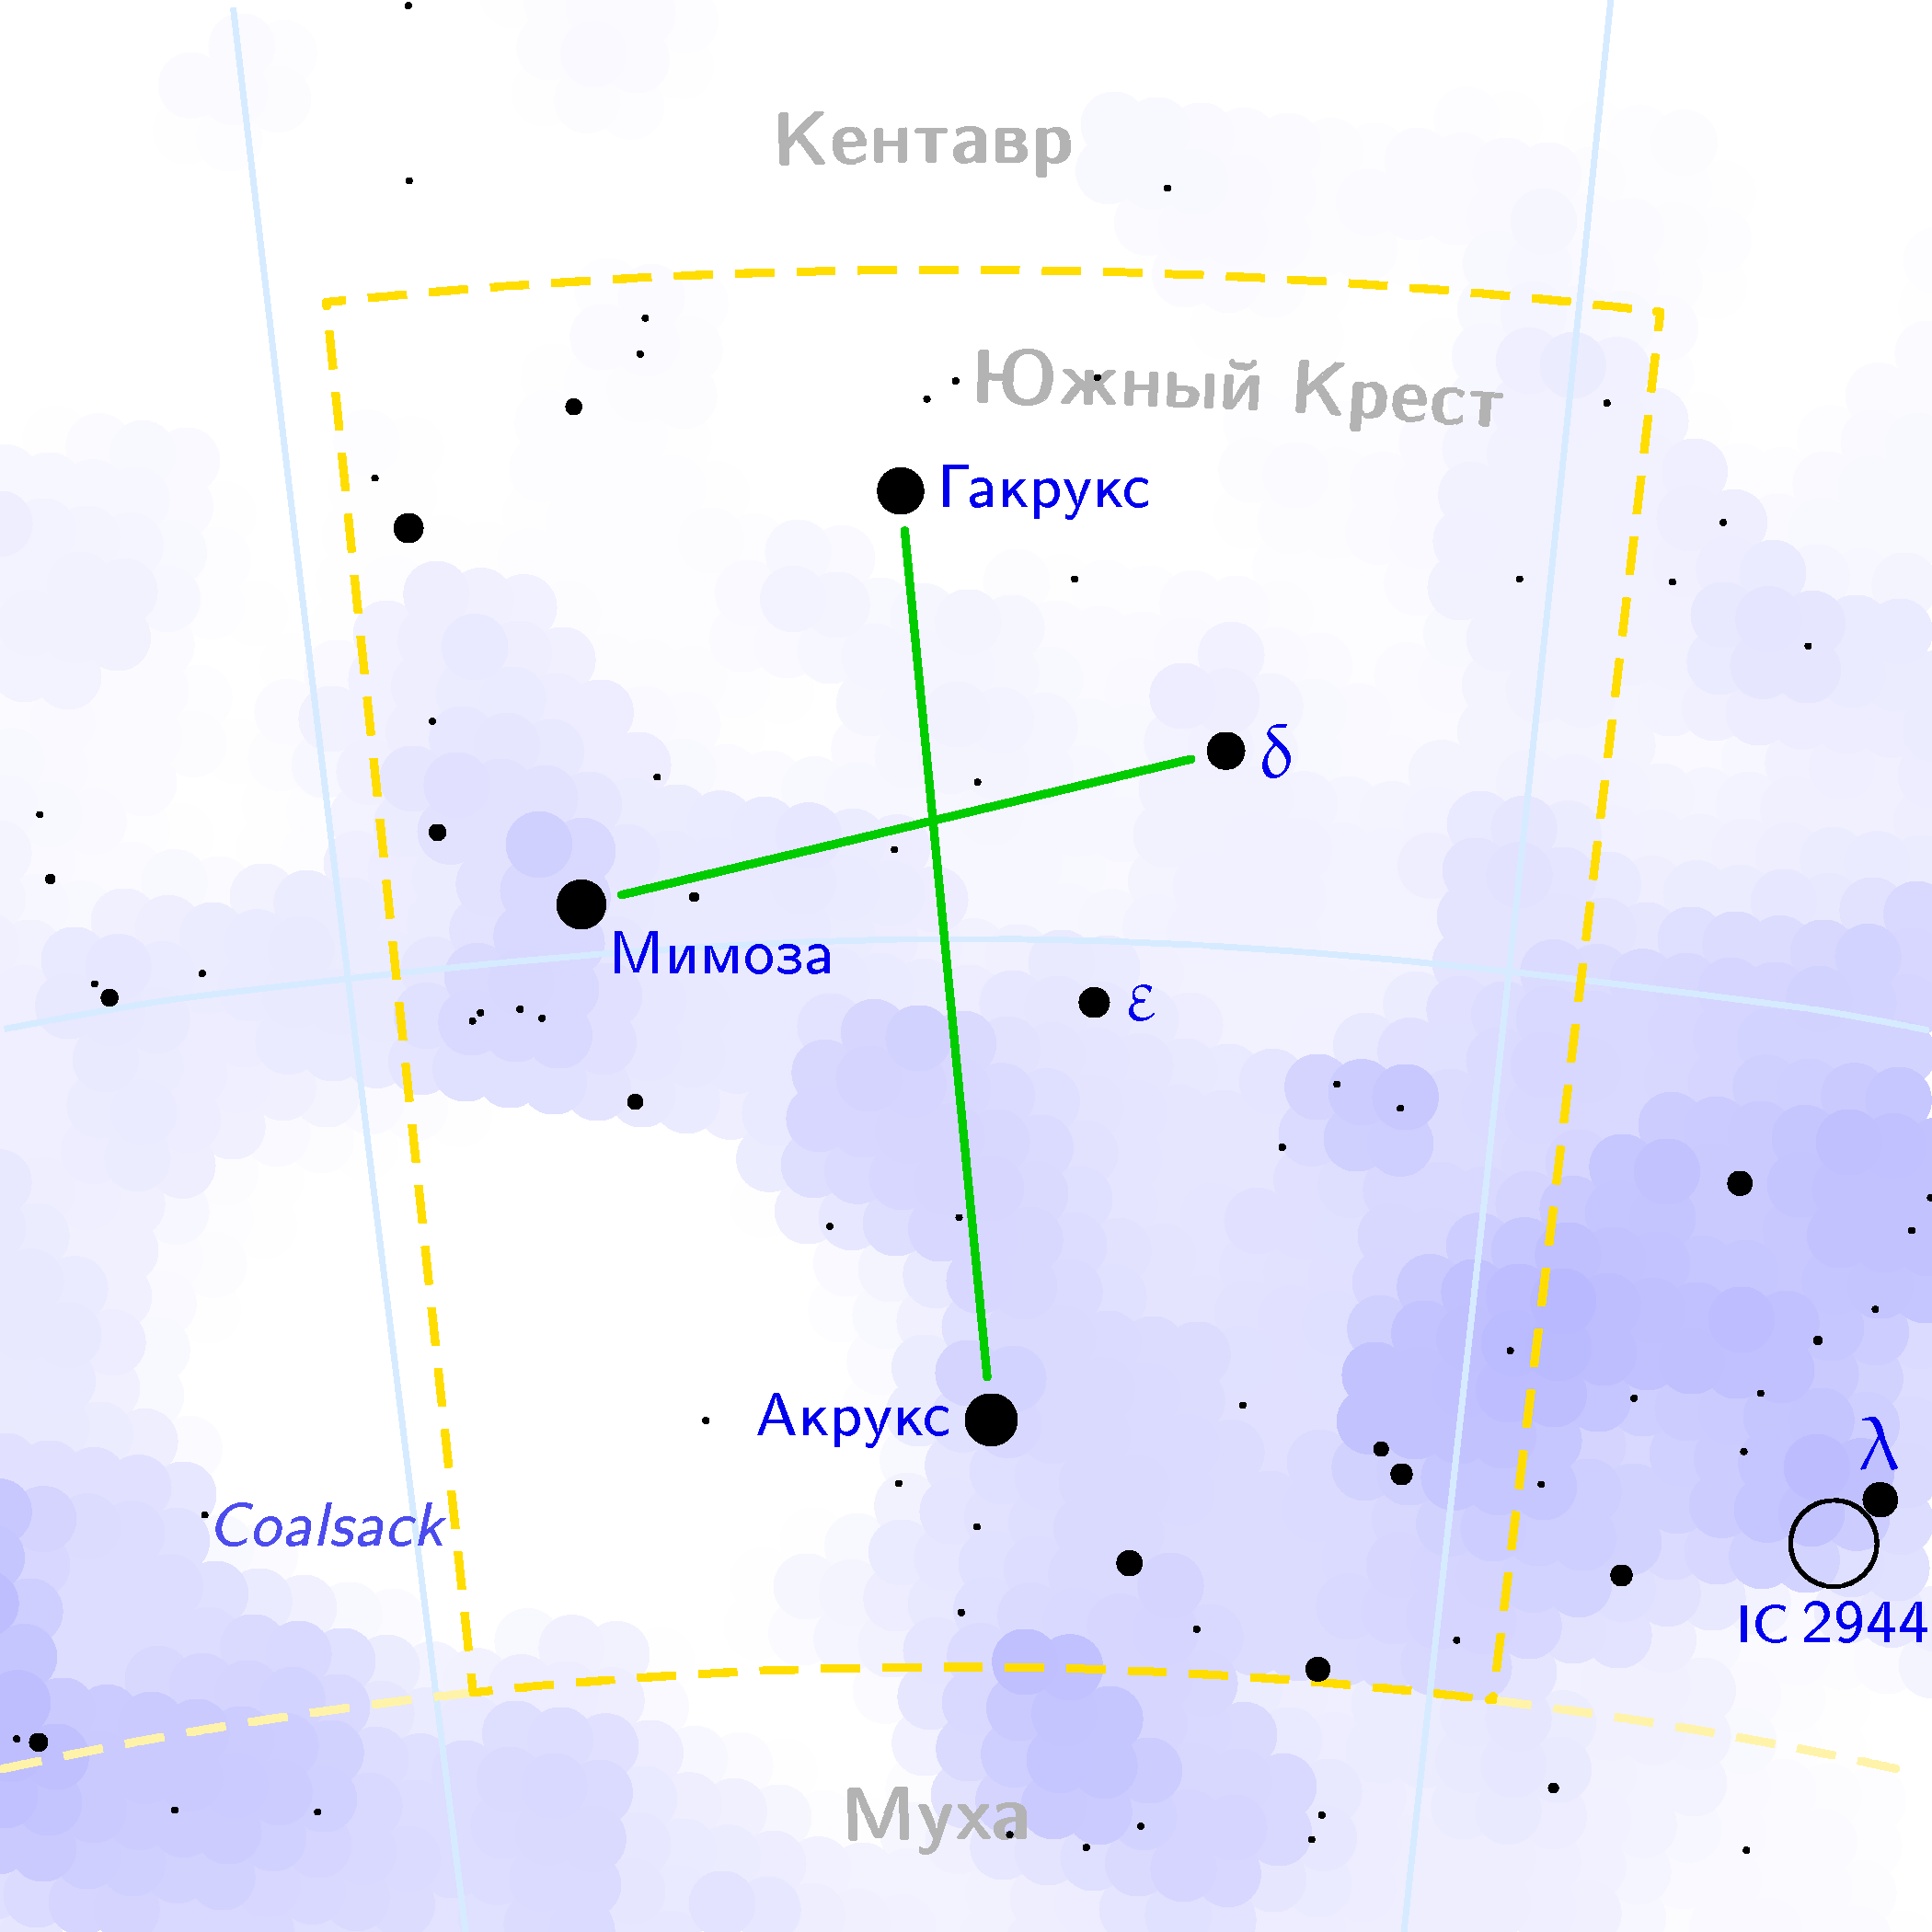 Кентавр
Южный Крест
Гакрукс
δ
Мимоза
ε
Акрукс
λ
Coalsack
IC 2944
Муха